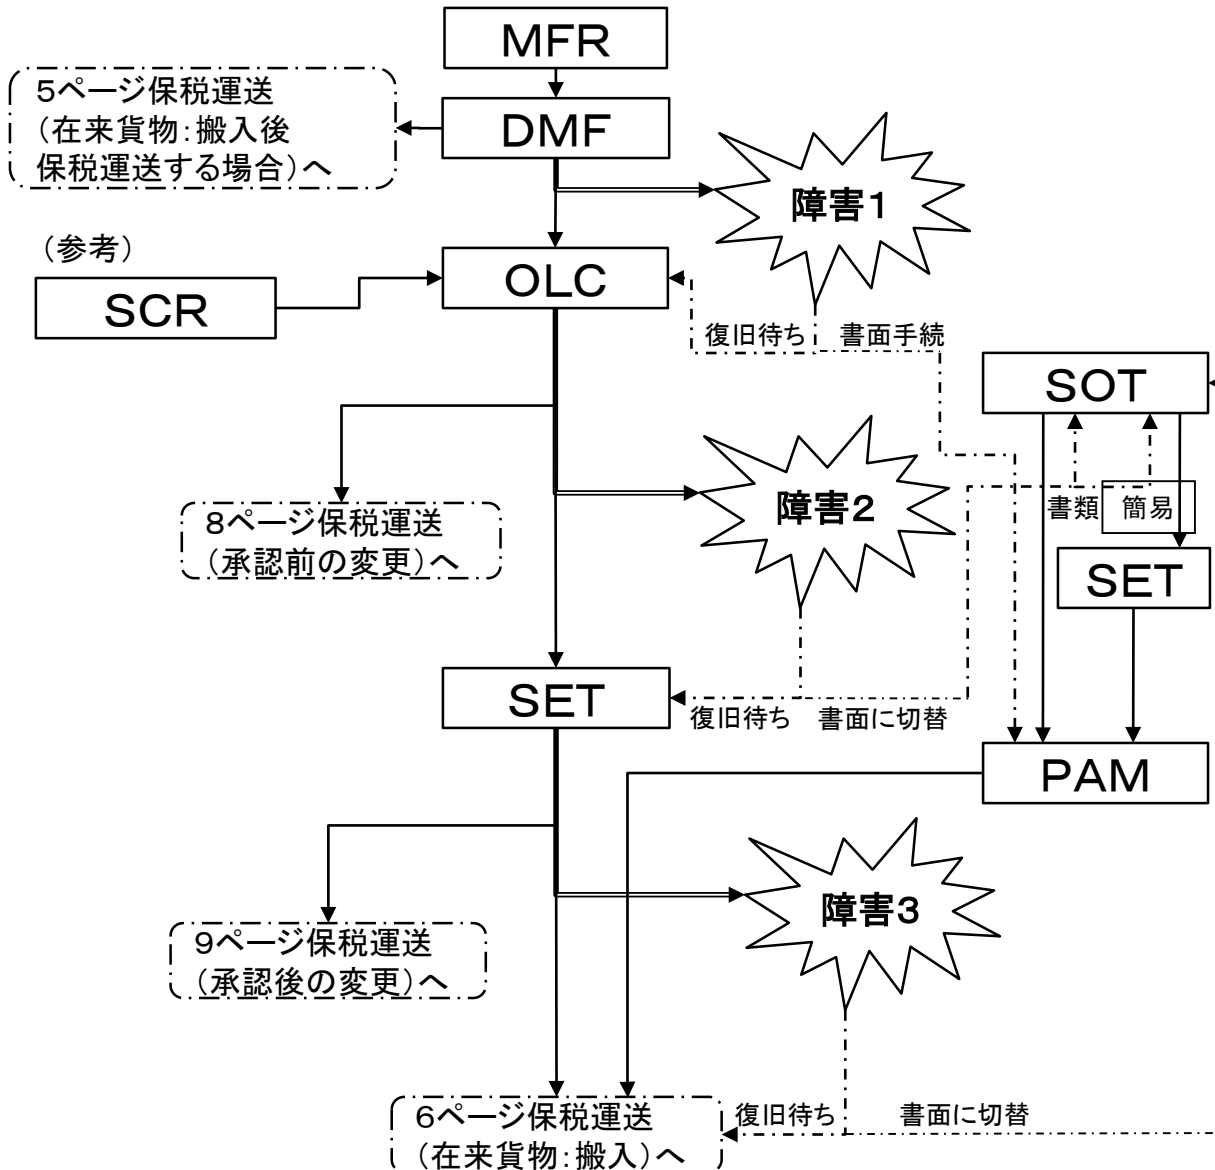 ＭＦＲ
５ページ保税運送
（在来貨物：搬入後
保税運送する場合）へ
ＤＭＦ
障害１
（参考）
ＳＣＲ
ＯＬＣ
復旧待ち
書面手続
ＳＯＴ
書類
簡易
８ページ保税運送
（承認前の変更）へ
障害２
ＳＥＴ
ＳＥＴ
復旧待ち
書面に切替
ＰＡＭ
障害３
９ページ保税運送
（承認後の変更）へ
６ページ保税運送
（在来貨物：搬入）へ
復旧待ち
書面に切替